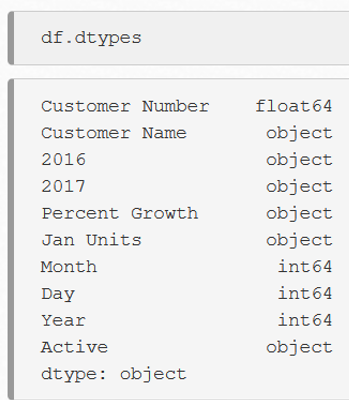 df.dtypes
Customer Number float64
Customer Name object
2016 object
2017 object
Percent Growth object
Jan Units object
Month int64
Day int64
Year int64
Active object
dtype: object